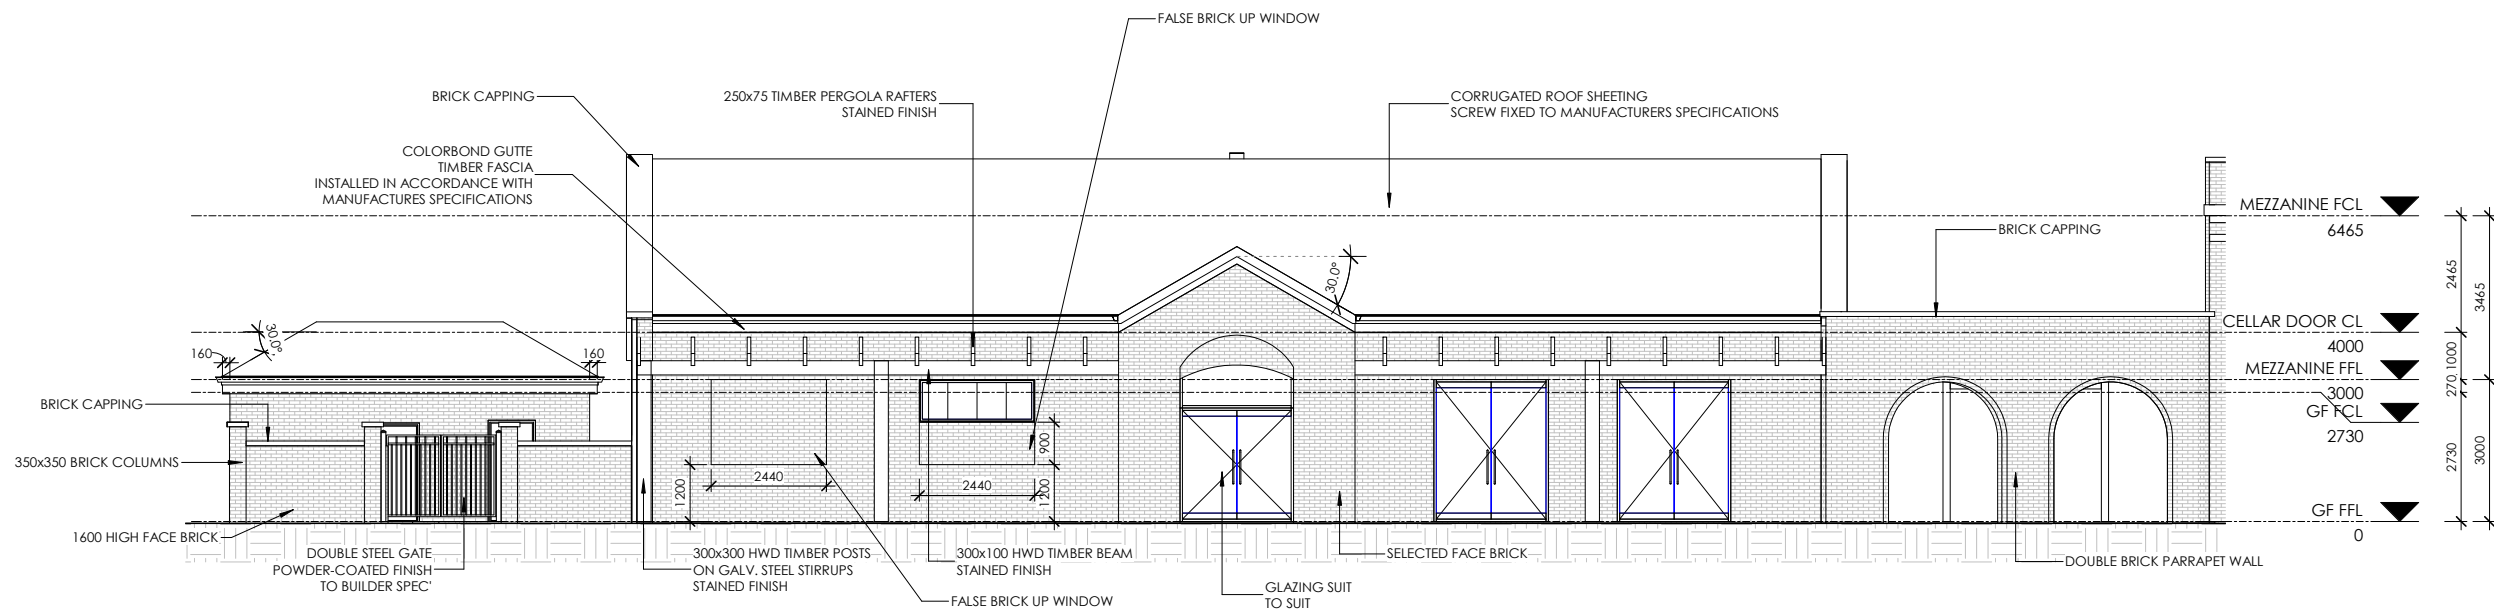 FALSE BRICK UP WINDOW
BRICK CAPPING
250x75 TIMBER PERGOLA RAFTERS
STAINED FINISH
CORRUGATED ROOF SHEETING
SCREW FIXED TO MANUFACTURERS SPECIFICATIONS
COLORBOND GUTTE
TIMBER FASCIA
INSTALLED IN ACCORDANCE WITH
MANUFACTURES SPECIFICATIONS
MEZZANINE FCL
6465
BRICK CAPPING
30.0°
2465
3465
CELLAR DOOR CL
4000
30.0°
160
160
1000
MEZZANINE FFL
3000
270
GF FCL
2730
BRICK CAPPING
350x350 BRICK COLUMNS
900
2440
2440
1200
1200
2730
3000
GF FFL
0
1600 HIGH FACE BRICK
DOUBLE STEEL GATE
POWDER-COATED FINISH
TO BUILDER SPEC'
300x300 HWD TIMBER POSTS
ON GALV. STEEL STIRRUPS
STAINED FINISH
300x100 HWD TIMBER BEAM
STAINED FINISH
SELECTED FACE BRICK
DOUBLE BRICK PARRAPET WALL
GLAZING SUIT
TO SUIT
FALSE BRICK UP WINDOW